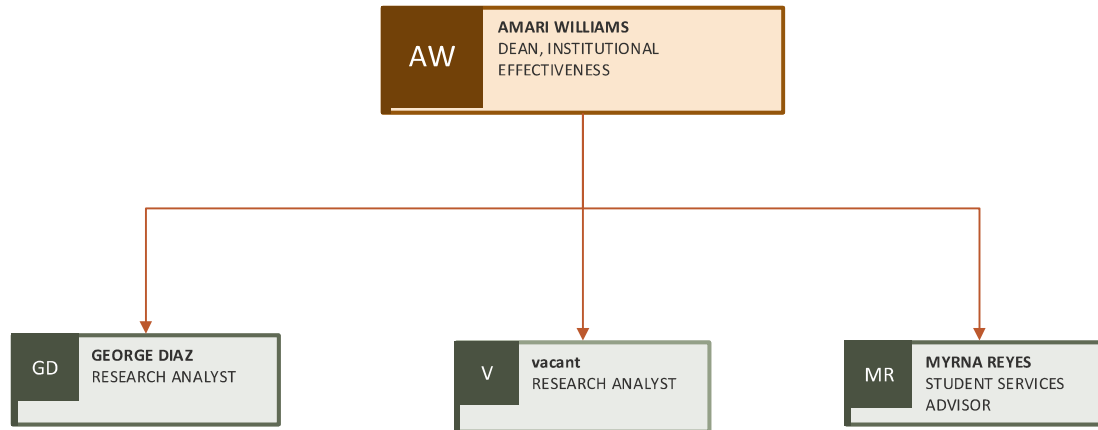 AW
AMARI WILLIAMS
DEAN, INSTITUTIONAL
EFFECTIVENESS
GD
GEORGE DIAZ
RESEARCH ANALYST
V
vacant
RESEARCH ANALYST
MR
MYRNA REYES
STUDENT SERVICES
ADVISOR